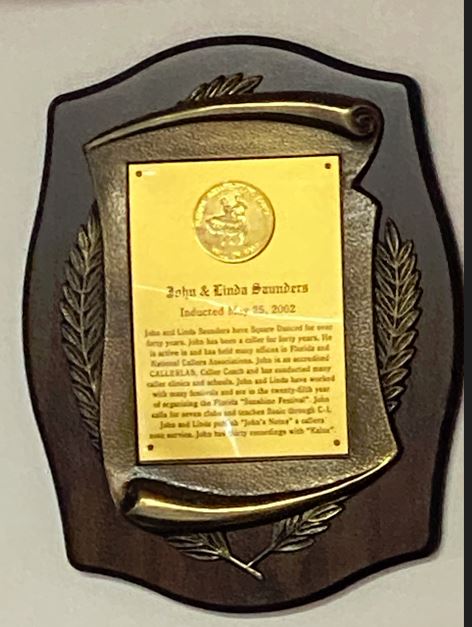 John & Linda Saunders
Inducted May 25, 2002
John and Linda Saunders have Square Danced for over
forty years. John has been a caller for forty years. He
is active in and has held many offices in Florida and
National Callers Associations. John is an accredited
CALLERLAB, Caller Coach and has conducted many
caller clinics and schools. John and Linda have worked
with many festivals and are in the twenty-fifth year
of organizing the Florida "Sunshine Festival". John
calls for seven clubs and teaches Basic through C-1.
John and Linda publish "John's Notes" a callers
note service. John has thirty recordings with "Kalox".